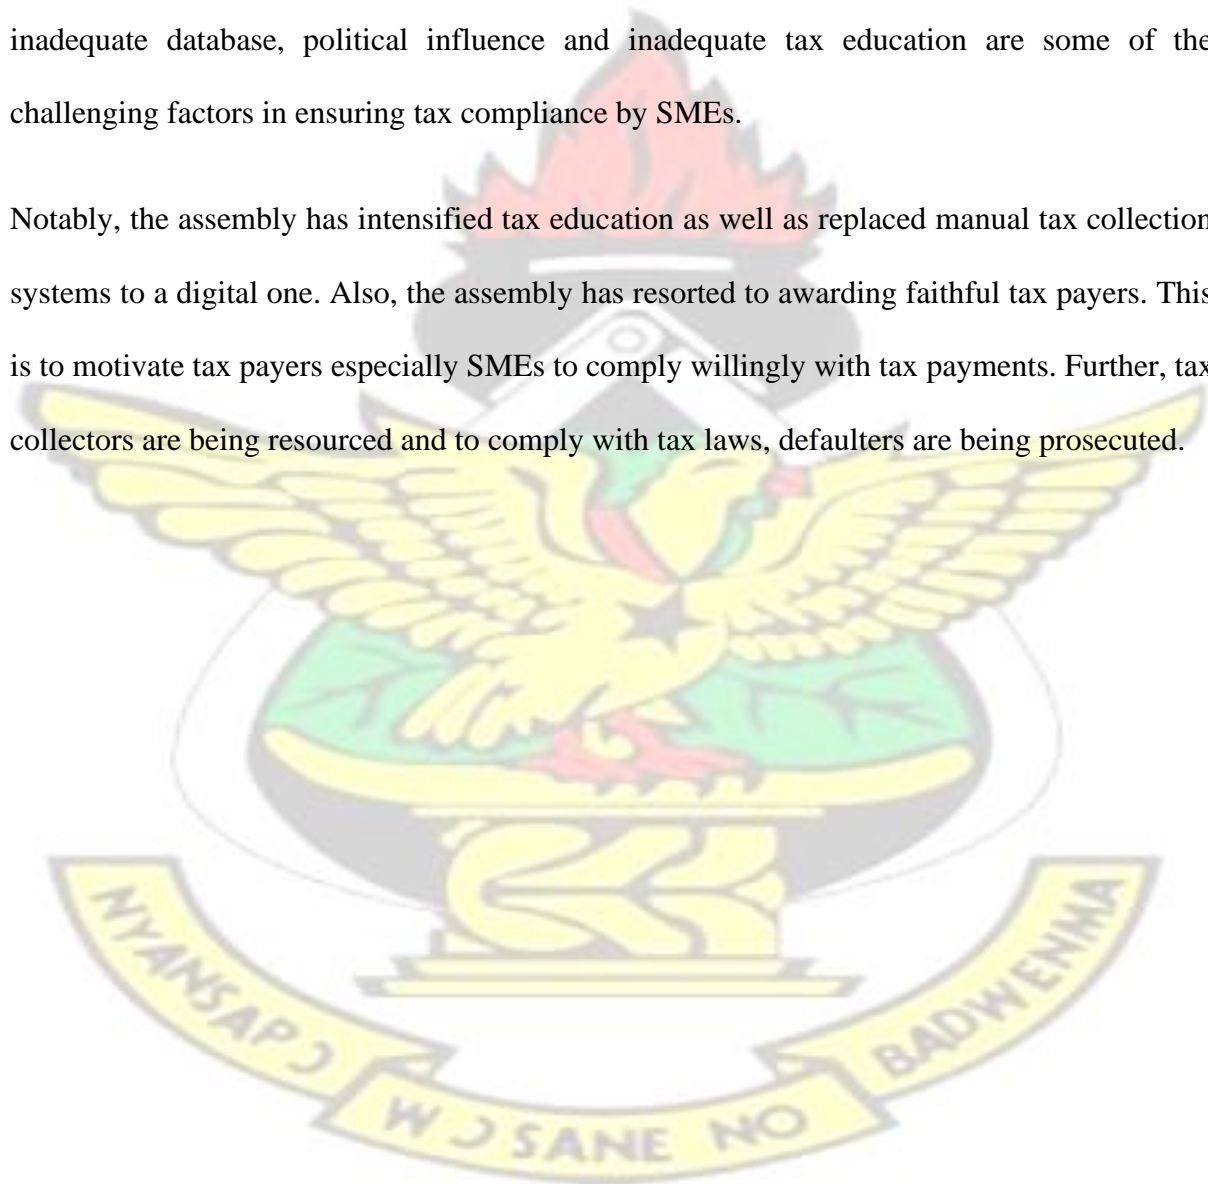 inadequate database, political influence and inadequate tax education are some of the
challenging factors in ensuring tax compliance by SMEs.
Notably, the assembly has intensified tax education as well as replaced manual tax collection
systems to a digital one. Also, the assembly has resorted to awarding faithful tax payers. This
is to motivate tax payers especially SMEs to comply willingly with tax payments. Further, tax
collectors are being resourced and to comply with tax laws, defaulters are being prosecuted.
NYANSAPƆ
WƆSANE NO
BADWENMA